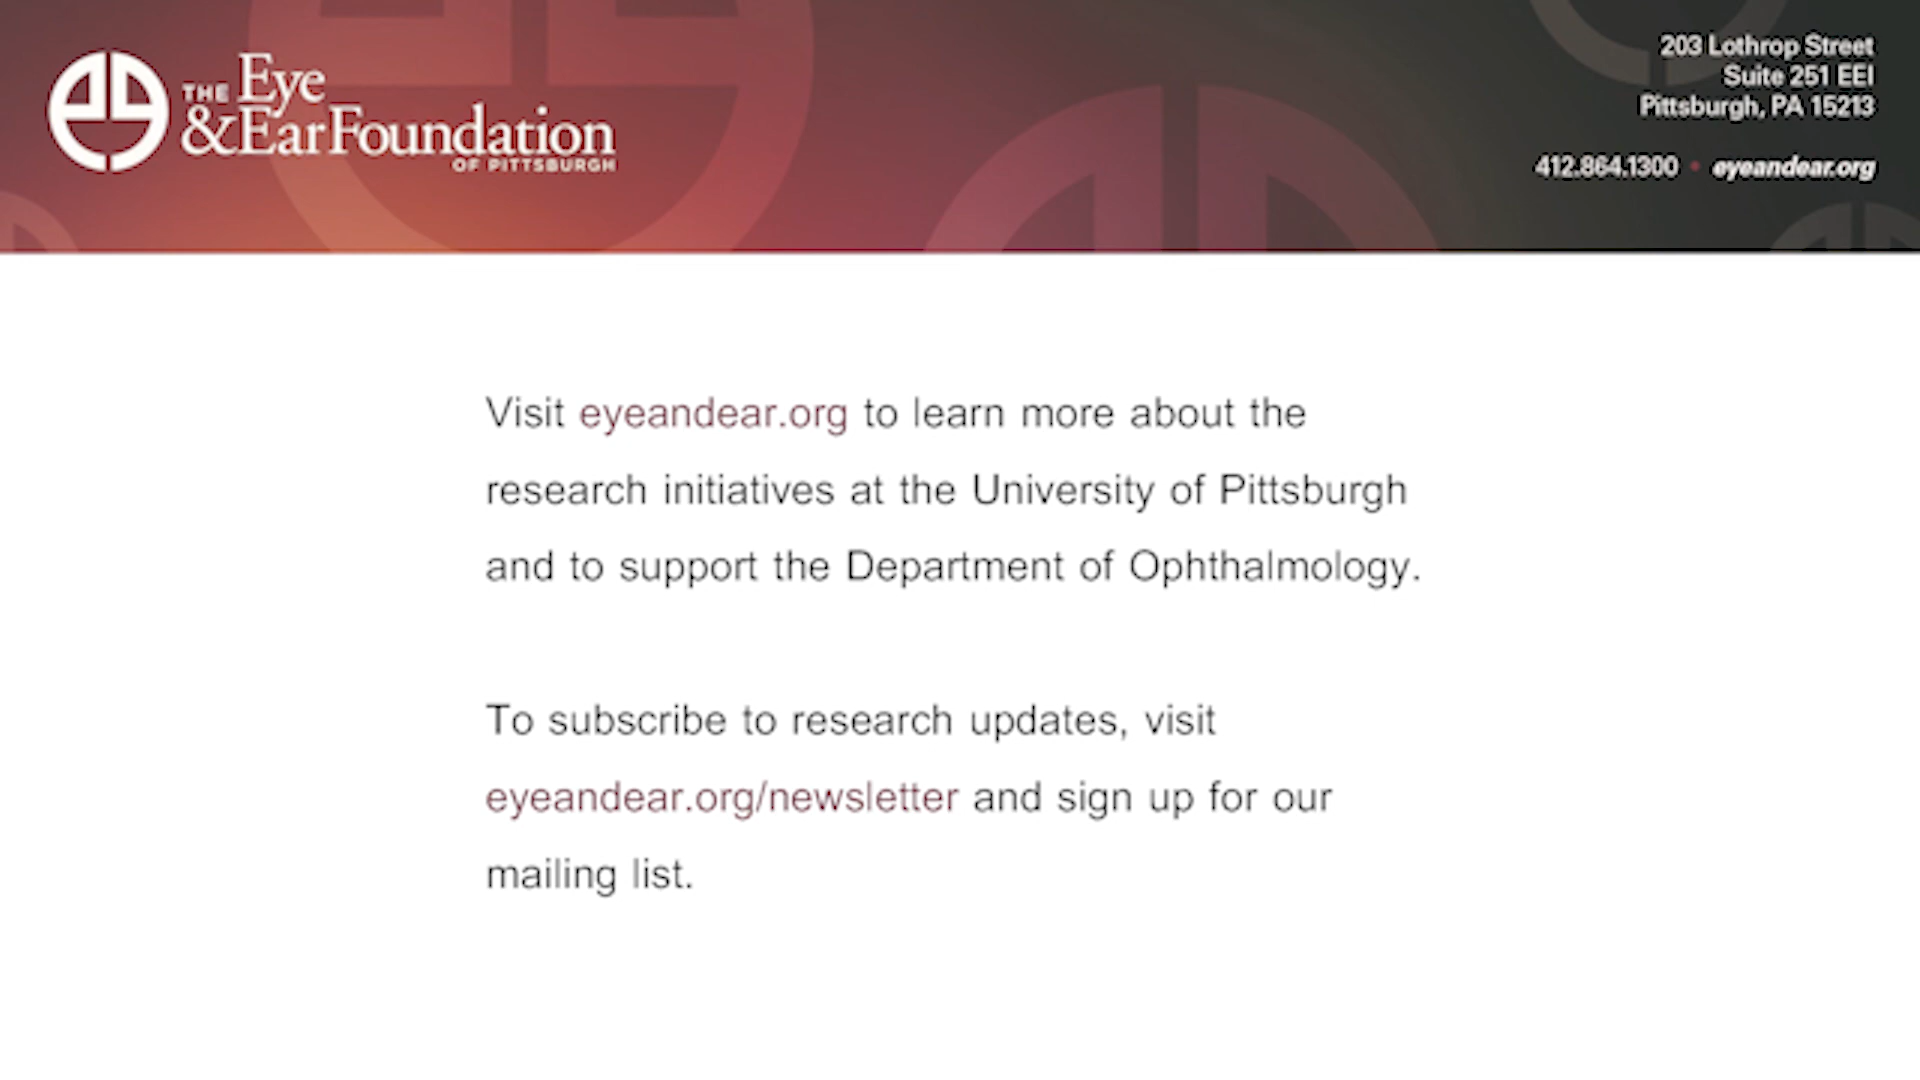 THE Eye
&Ear Foundation
OF PITTSBURGH
203 Lothrop Street
Suite 251 EEI
Pittsburgh, PA 15213
412.864.1300 • eyeandear.org
Visit eyeandear.org to learn more about the
research initiatives at the University of Pittsburgh
and to support the Department of Ophthalmology.
To subscribe to research updates, visit
eyeandear.org/newsletter and sign up for our
mailing list.